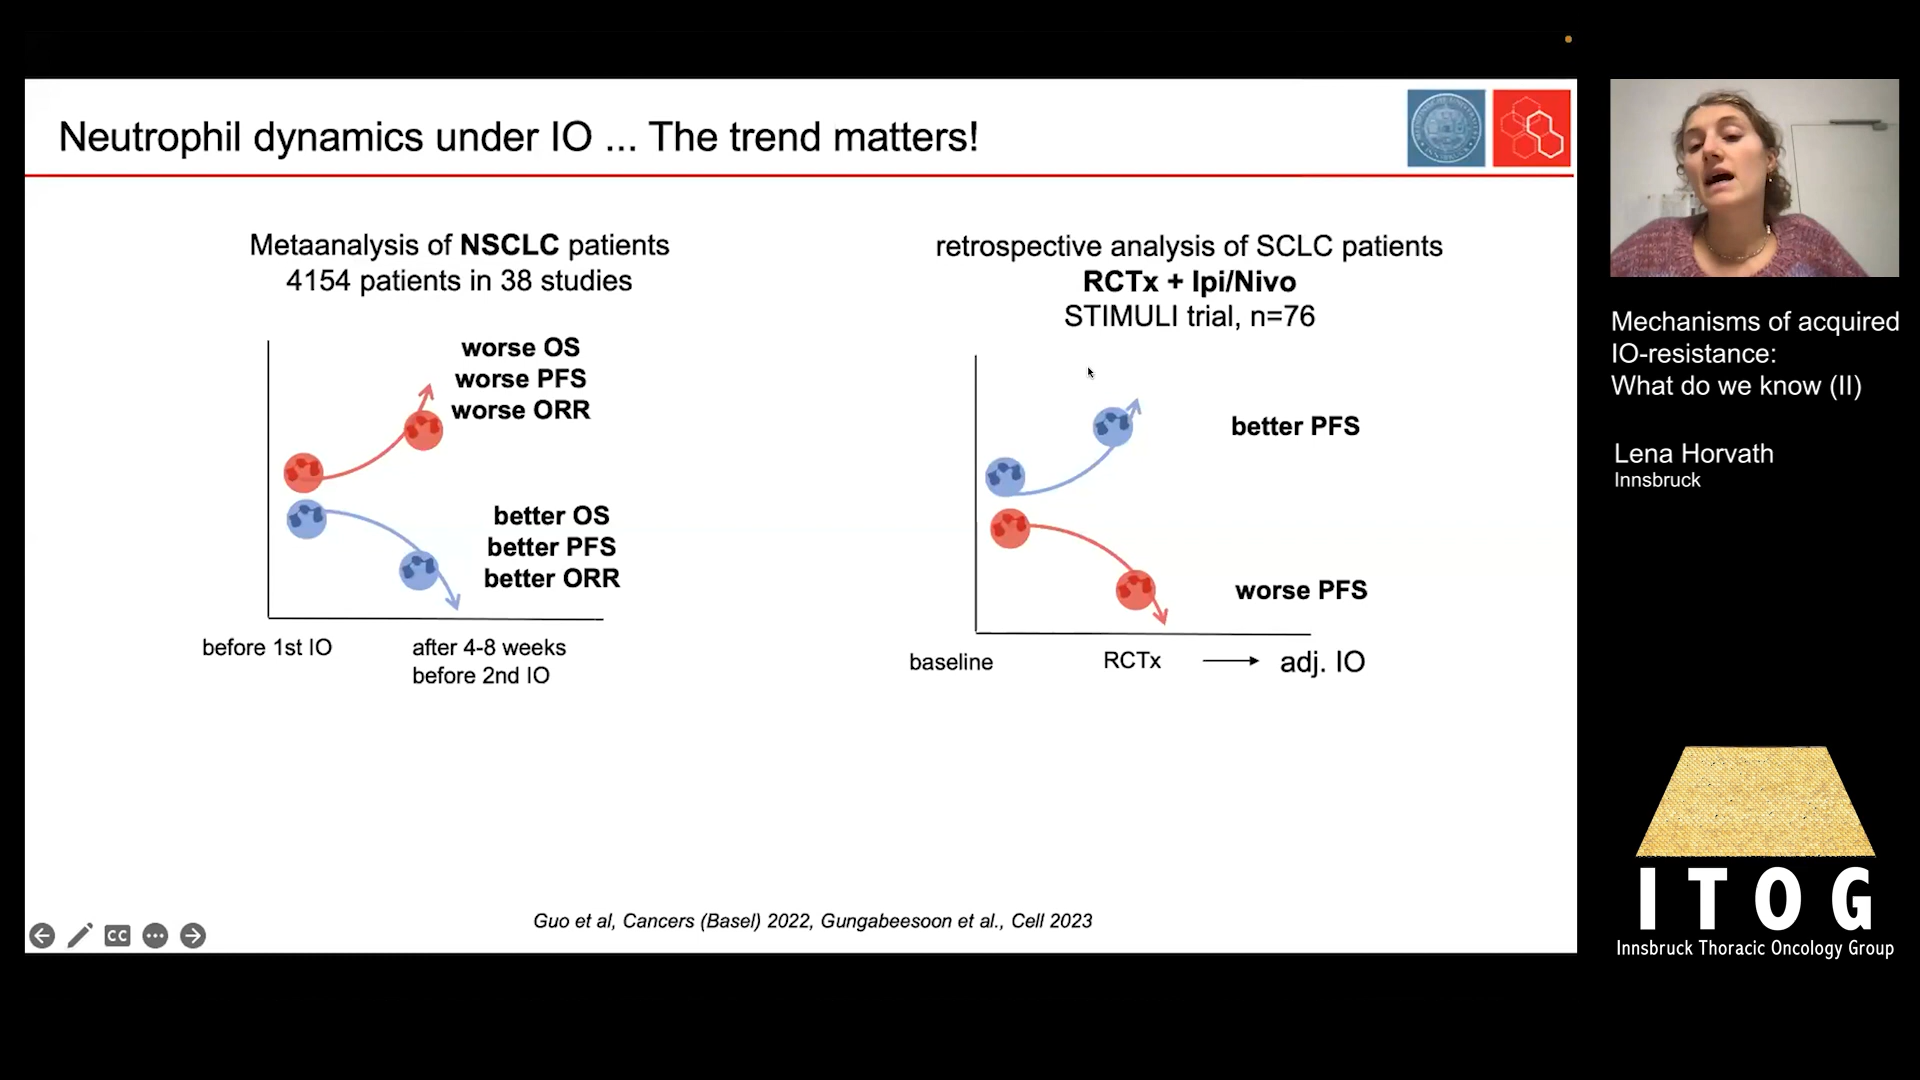 Neutrophil dynamics under IO ... The trend matters!
Metaanalysis of NSCLC patients
4154 patients in 38 studies
worse OS
worse PFS
worse ORR
better OS
better PFS
better ORR
before 1st IO
after 4-8 weeks
before 2nd IO
retrospective analysis of SCLC patients
RCTx + Ipi/Nivo
STIMULI trial, n=76
better PFS
worse PFS
baseline
RCTx
adj. IO
Guo et al, Cancers (Basel) 2022, Gungabeesoon et al., Cell 2023
CC
Mechanisms of acquired
IO-resistance:
What do we know (II)
Lena Horvath
Innsbruck
ITOG
Innsbruck Thoracic Oncology Group